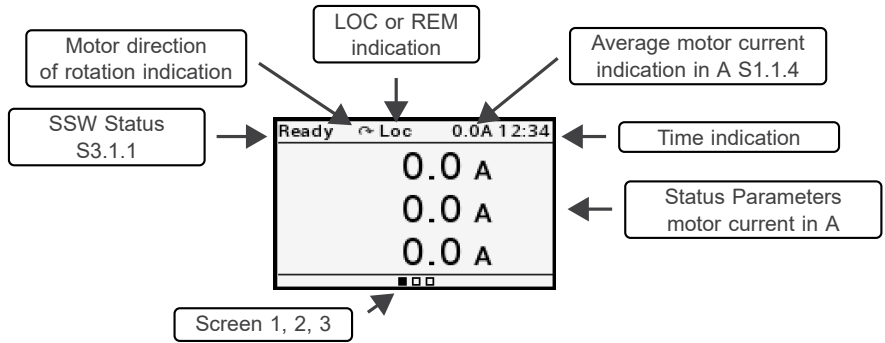 LOC or REM
indication
Motor direction
of rotation indication
Average motor current
indication in A S1.1.4
SSW Status
S3.1.1
Ready Loc 0.0A 12:34
Time indication
0.0 A
0.0 A
0.0 A
Status Parameters
motor current in A
Screen 1, 2, 3